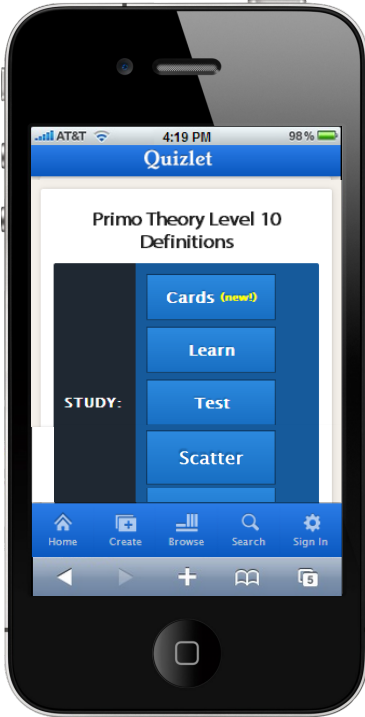 AT&T 4:19 PM 98%
Quizlet
Primo Theory Level 10
Definitions
Cards (new!)
Learn
STUDY: Test
Scatter
Home Create Browse Search Sign In
5